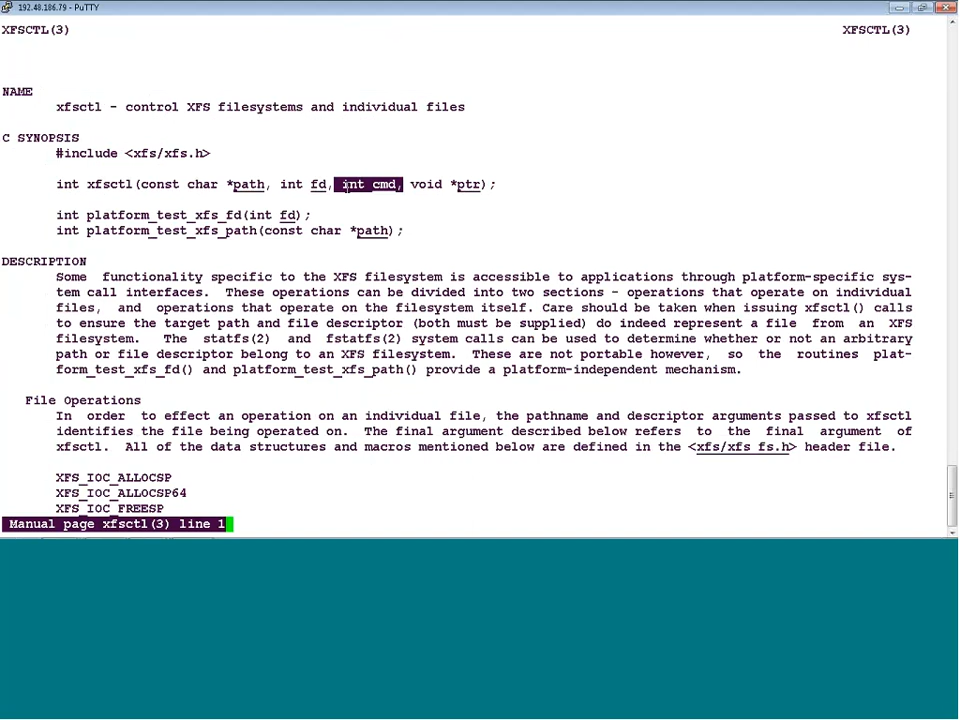 192.48.186.79 - PuTTY
XFSCTL(3) XFSCTL(3)
NAME
xfsctl - control XFS filesystems and individual files
C SYNOPSIS
#include <xfs/xfs.h>
int xfsctl(const char *path, int fd, int cmd, void *ptr);
int platform_test_xfs_fd(int fd);
int platform_test_xfs_path(const char *path);
DESCRIPTION
Some functionality specific to the XFS filesystem is accessible to applications through platform-specific sys-
tem call interfaces. These operations can be divided into two sections - operations that operate on individual
files, and operations that operate on the filesystem itself. Care should be taken when issuing xfsctl() calls
to ensure the target path and file descriptor (both must be supplied) do indeed represent a file from an XFS
filesystem. The statfs(2) and fstatfs(2) system calls can be used to determine whether or not an arbitrary
path or file descriptor belong to an XFS filesystem. These are not portable however, so the routines plat-
form_test_xfs_fd() and platform_test_xfs_path() provide a platform-independent mechanism.
File Operations
In order to effect an operation on an individual file, the pathname and descriptor arguments passed to xfsctl
identifies the file being operated on. The final argument described below refers to the final argument of
xfsctl. All of the data structures and macros mentioned below are defined in the <xfs/xfs_fs.h> header file.
XFS_IOC_ALLOCSP
XFS_IOC_ALLOCSP64
XFS_IOC_FREESP
Manual page xfsctl(3) line 1